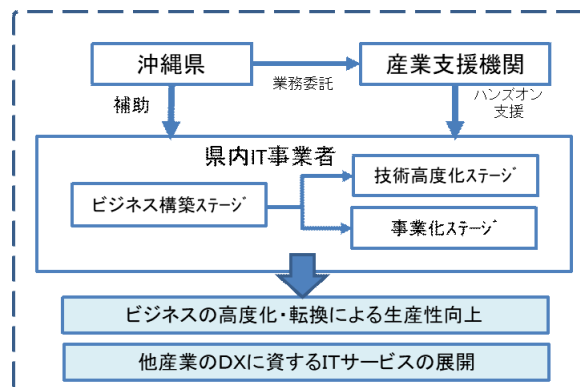 沖縄県
産業支援機関
業務委託
補助
ハンズオン
支援
県内IT事業者
ビジネス構築ステージ
技術高度化ステージ
事業化ステージ
ビジネスの高度化・転換による生産性向上
他産業のDXに資するITサービスの展開